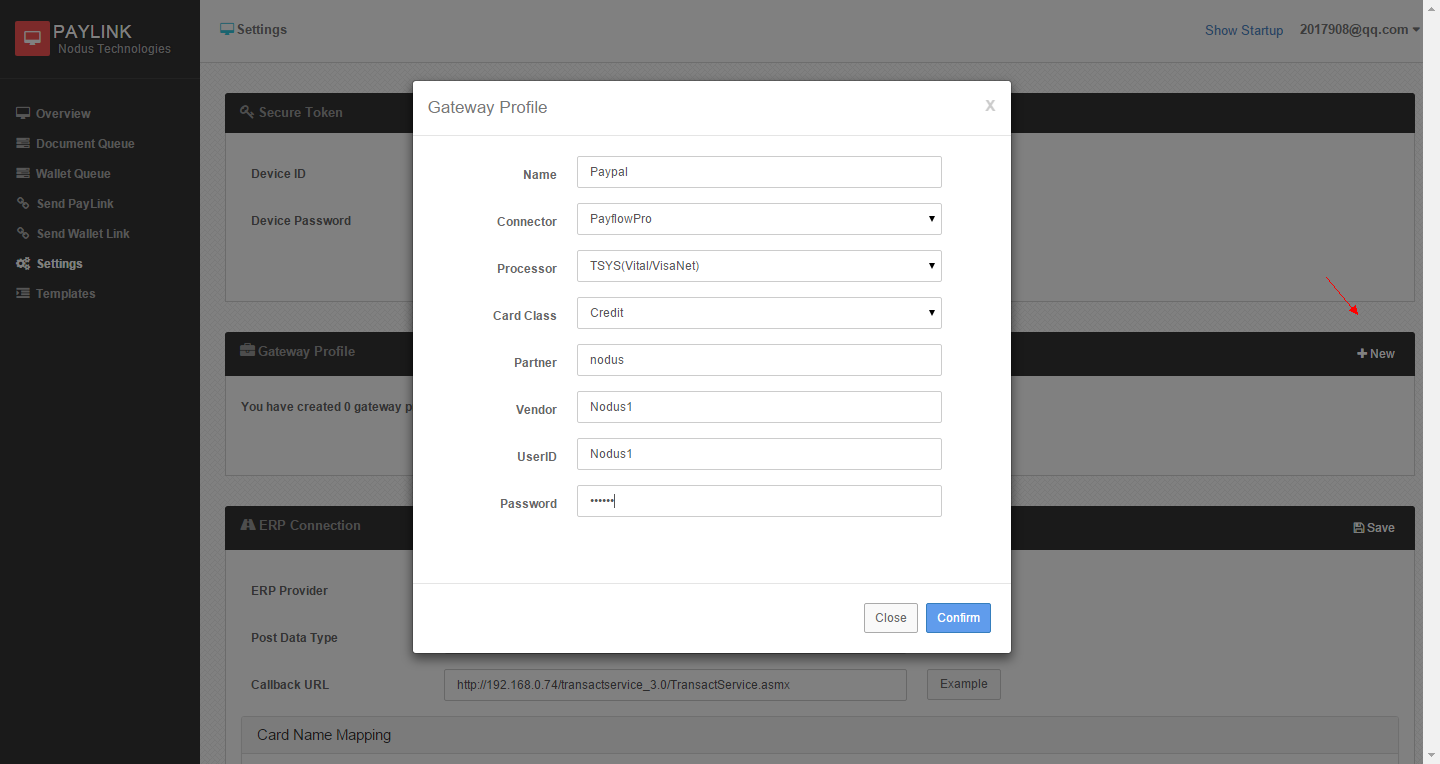 PAYLINK
Nodus Technologies
Overview
Document Queue
Wallet Queue
Send PayLink
Send Wallet Link
Settings
Templates
Settings
Show Startup
2017908@qq.com
Secure Token
Device ID
Device Password
Gateway Profile
New
You have created 0 gateway p
ERP Connection
Save
ERP Provider
Post Data Type
Callback URL
http://192.168.0.74/transactservice_3.0/TransactService.asmx
Example
Card Name Mapping
Gateway Profile
X
Name
Paypal
Connector
PayflowPro
Processor
TSYS(Vital/VisaNet)
Card Class
Credit
Partner
nodus
Vendor
Nodus1
UserID
Nodus1
Password
••••••
Close
Confirm